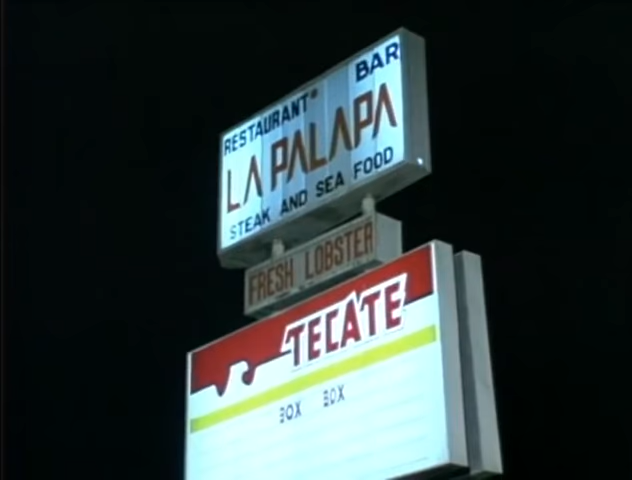 RESTAURANT® BAR
LA PALAPA
STEAK AND SEA FOOD
FRESH LOBSTER
TECATE
BOX BOX